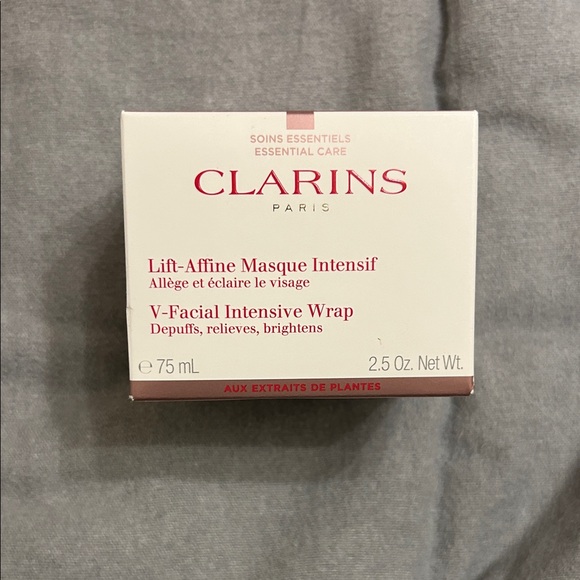 SOINS ESSENTIELS
ESSENTIAL CARE
CLARINS
PARIS
Lift-Affine Masque Intensif
Allège et éclaire le visage
V-Facial Intensive Wrap
Depuffs, relieves, brightens
℮ 75 mL 2.5 Oz. Net Wt.
AUX EXTRAITS DE PLANTES